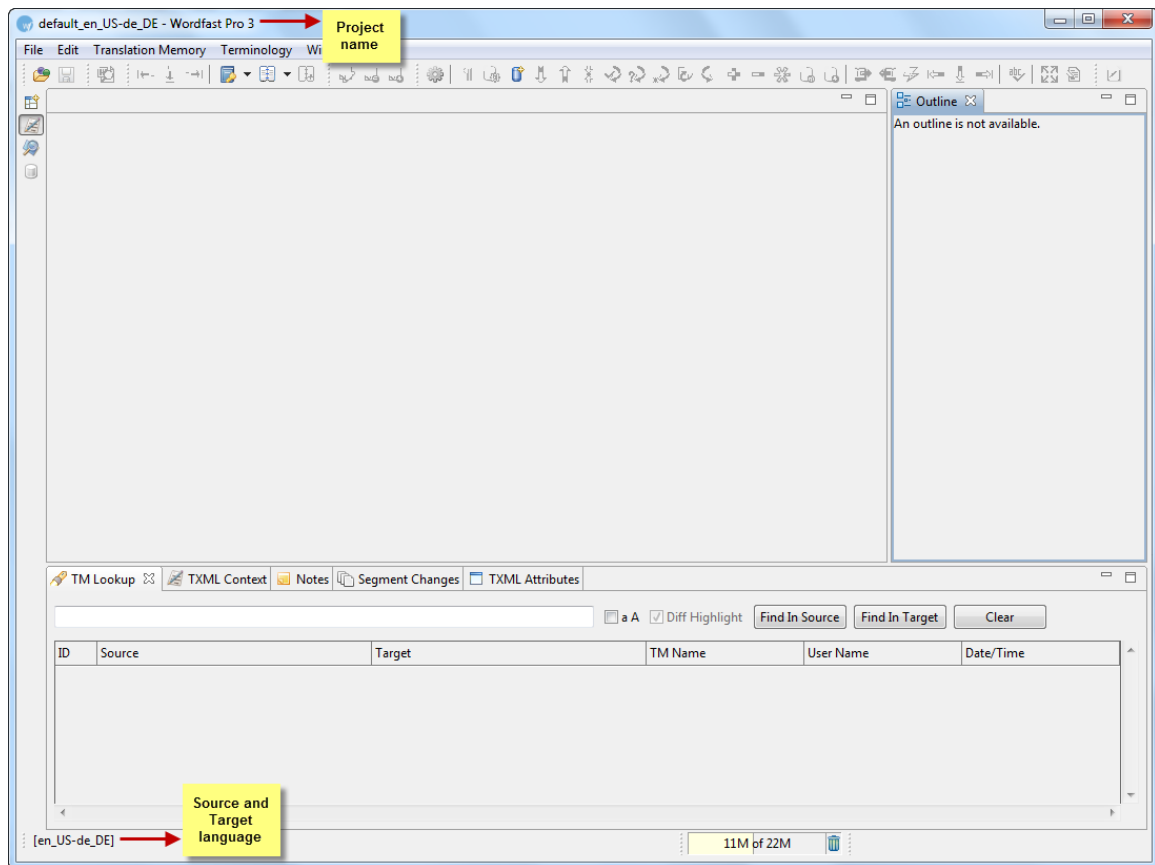 default_en_US-de_DE - Wordfast Pro 3
Project
name
File Edit Translation Memory Terminology Wi
Outline
An outline is not available.
TM Lookup TXML Context Notes Segment Changes TXML Attributes
a A Diff Highlight Find In Source Find In Target Clear
ID Source Target TM Name User Name Date/Time
Source and
Target
language
[en_US-de_DE]
11M of 22M